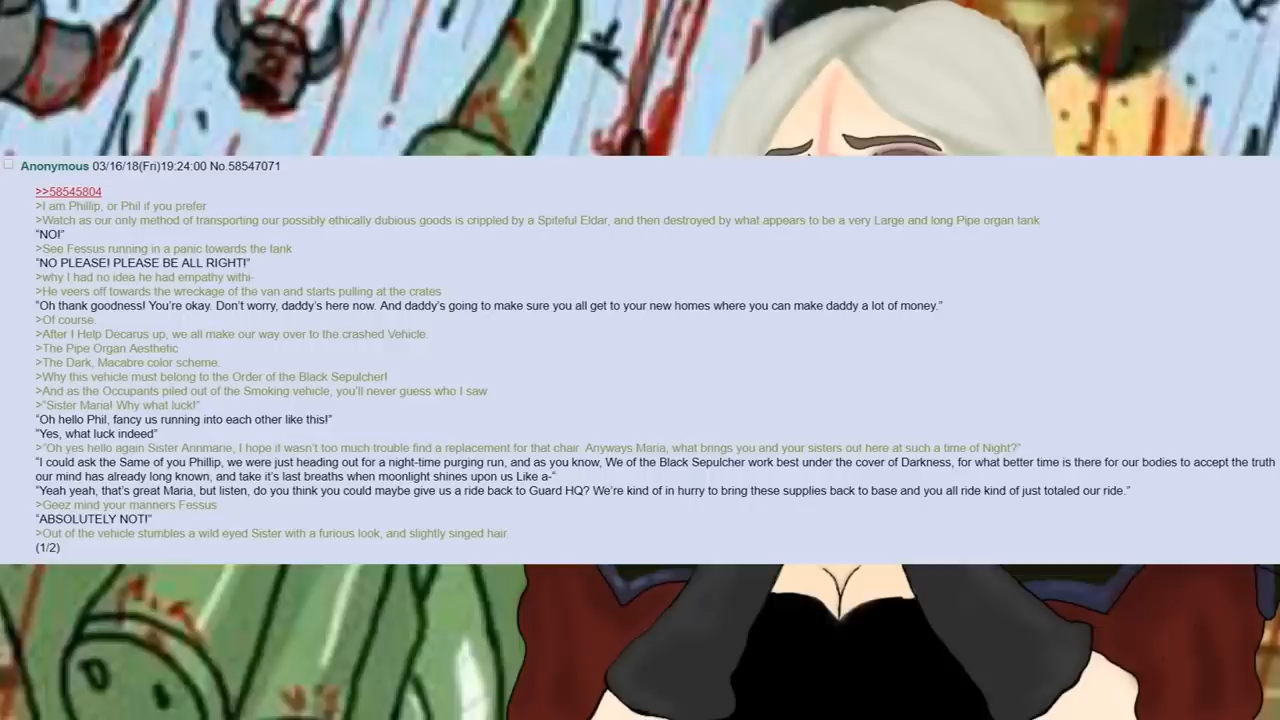 Anonymous 03/16/18(Fri)19:24:00 No.58547071
>>58545804
>I am Phillip, or Phil if you prefer
>Watch as our only method of transporting our possibly ethically dubious goods is crippled by a Spiteful Eldar, and then destroyed by what appears to be a very Large and long Pipe organ tank
“NO!”
>See Fessus running in a panic towards the tank
“NO PLEASE! PLEASE BE ALL RIGHT!”
>why I had no idea he had empathy withi-
>He veers off towards the wreckage of the van and starts pulling at the crates
“Oh thank goodness! You’re okay. Don’t worry, daddy’s here now. And daddy’s going to make sure you all get to your new homes where you can make daddy a lot of money.”
>Of course.
>After I Help Decarus up, we all make our way over to the crashed Vehicle.
>The Pipe Organ Aesthetic
>The Dark, Macabre color scheme.
>Why this vehicle must belong to the Order of the Black Sepulcher!
>And as the Occupants piled out of the Smoking vehicle, you’ll never guess who I saw
>“Sister Maria! Why what luck!”
“Oh hello Phil, fancy us running into each other like this!”
“Yes, what luck indeed”
>“Oh yes hello again Sister Annmarie, I hope it wasn’t too much trouble find a replacement for that chair. Anyways Maria, what brings you and your sisters out here at such a time of Night?”
“I could ask the Same of you Phillip, we were just heading out for a night-time purging run, and as you know, We of the Black Sepulcher work best under the cover of Darkness, for what better time is there for our bodies to accept the truth
our mind has already long known, and take it’s last breaths when moonlight shines upon us Like a-“
“Yeah yeah, that’s great Maria, but listen, do you think you could maybe give us a ride back to Guard HQ? We’re kind of in hurry to bring these supplies back to base and you all ride kind of just totaled our ride.”
>Geez mind your manners Fessus
“ABSOLUTELY NOT!”
>Out of the vehicle stumbles a wild eyed Sister with a furious look, and slightly singed hair.
(1/2)